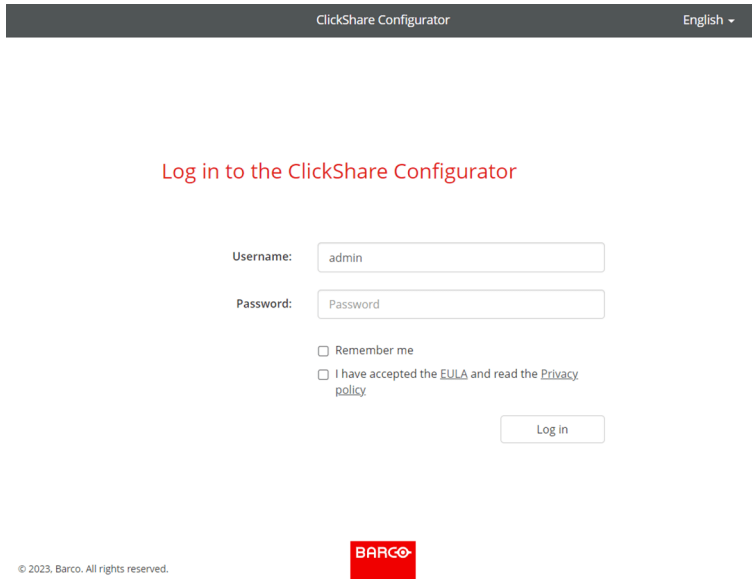 ClickShare Configurator
English
Log in to the ClickShare Configurator
Username:
admin
Password:
Password
Remember me
I have accepted the EULA and read the Privacy
policy
Log in
BARCO
© 2023, Barco. All rights reserved.